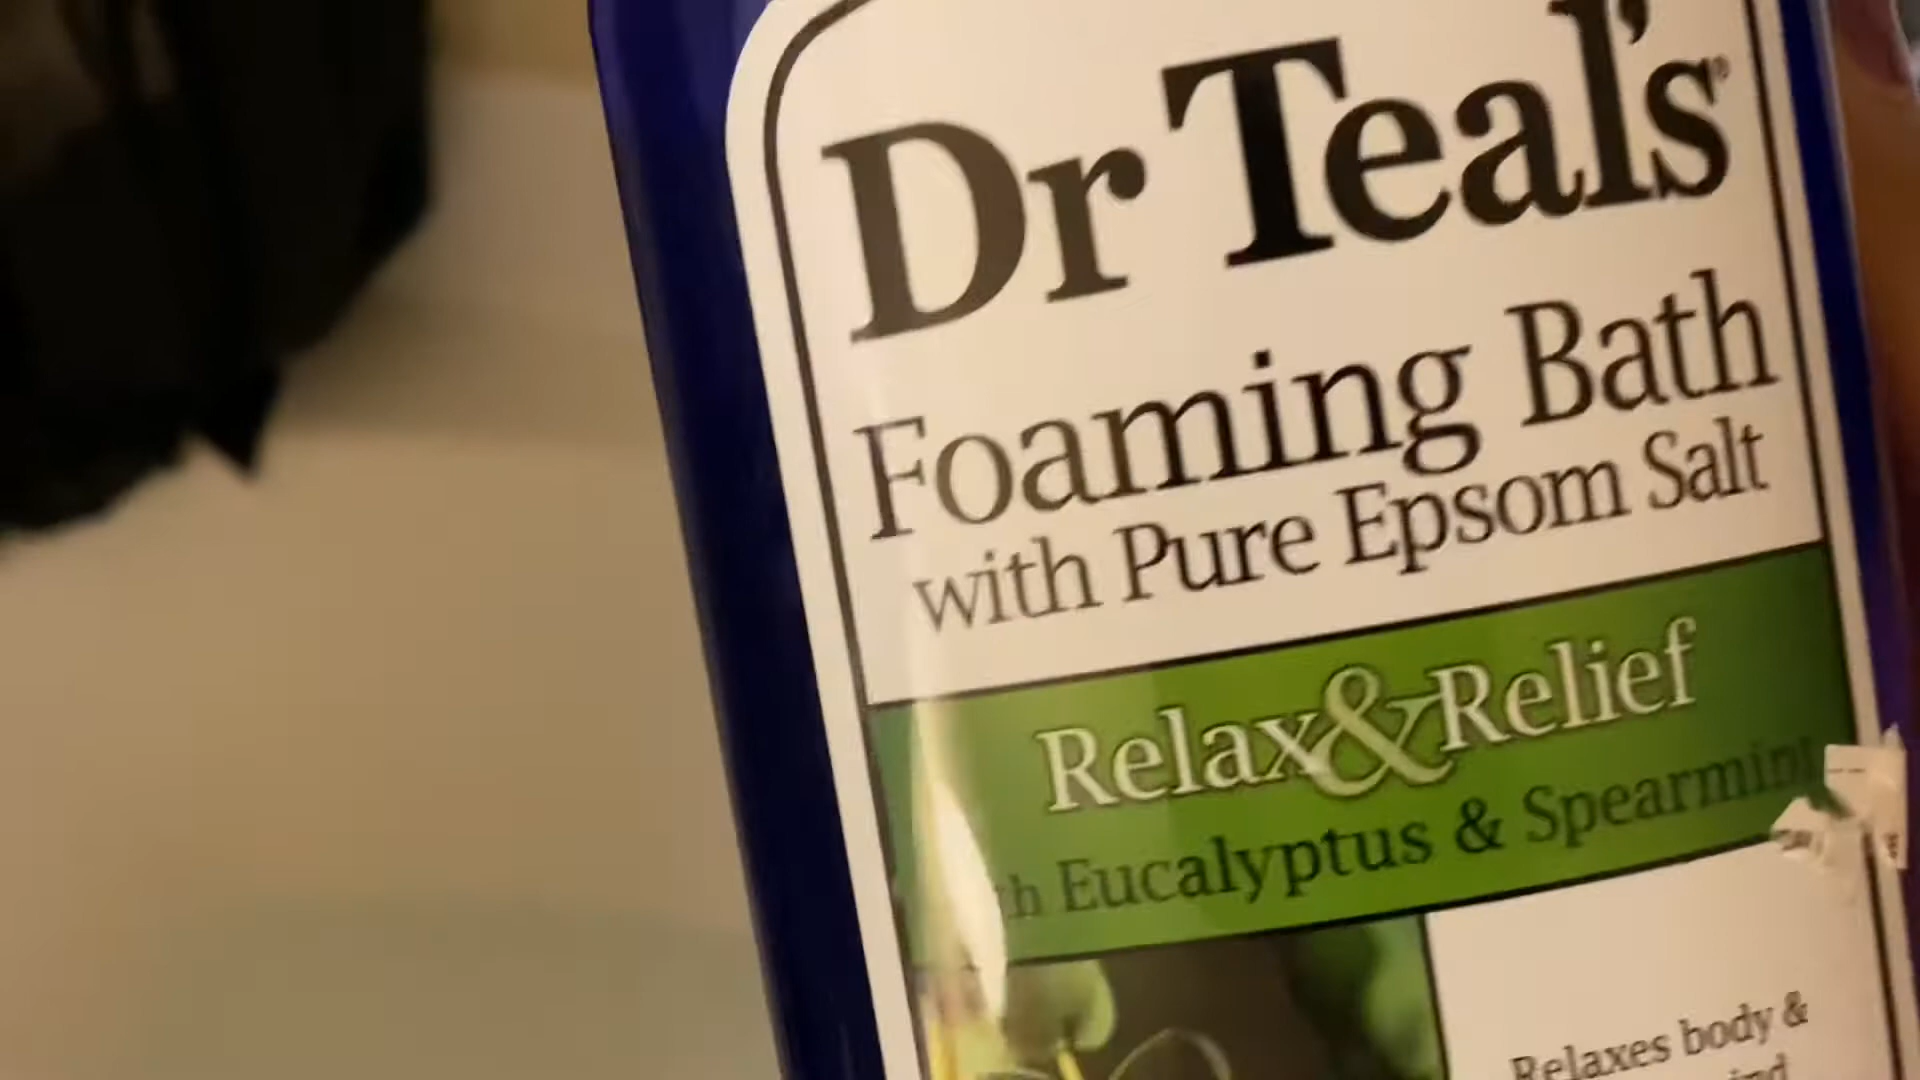 Dr Teal's®
Foaming Bath
with Pure Epsom Salt
Relax & Relief
Eucalyptus & Spearmint
Relaxes body &